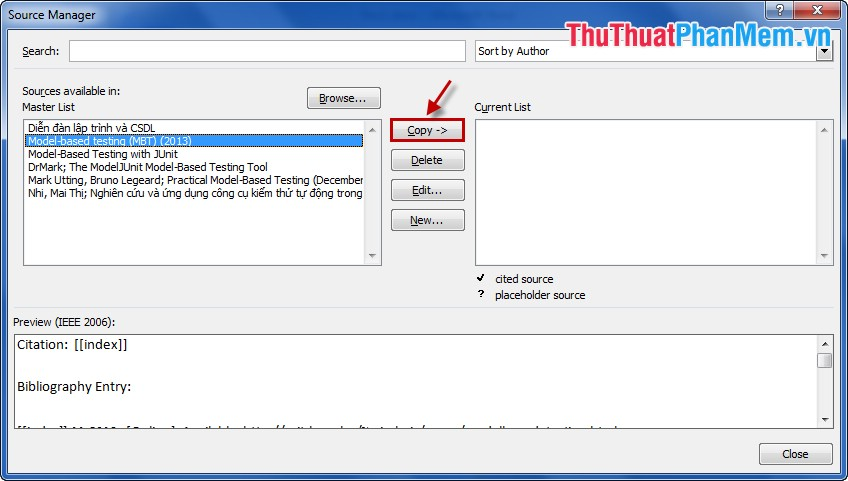 Source Manager
ThuThuatPhanMem.vn
Search:
Sort by Author
Sources available in:
Master List
Browse...
Current List
Diễn đàn lập trình và CSDL
Model-based testing (MBT) (2013)
Model-Based Testing with JUnit
DrMark; The ModelJUnit Model-Based Testing Tool
Mark Utting, Bruno Legeard; Practical Model-Based Testing (December
Nhi, Mai Thị; Nghiên cứu và ứng dụng công cụ kiểm thử tự động trong
Copy ->
Delete
Edit...
New...
✔ cited source
? placeholder source
Preview (IEEE 2006):
Citation: [[index]]
Bibliography Entry:
Close